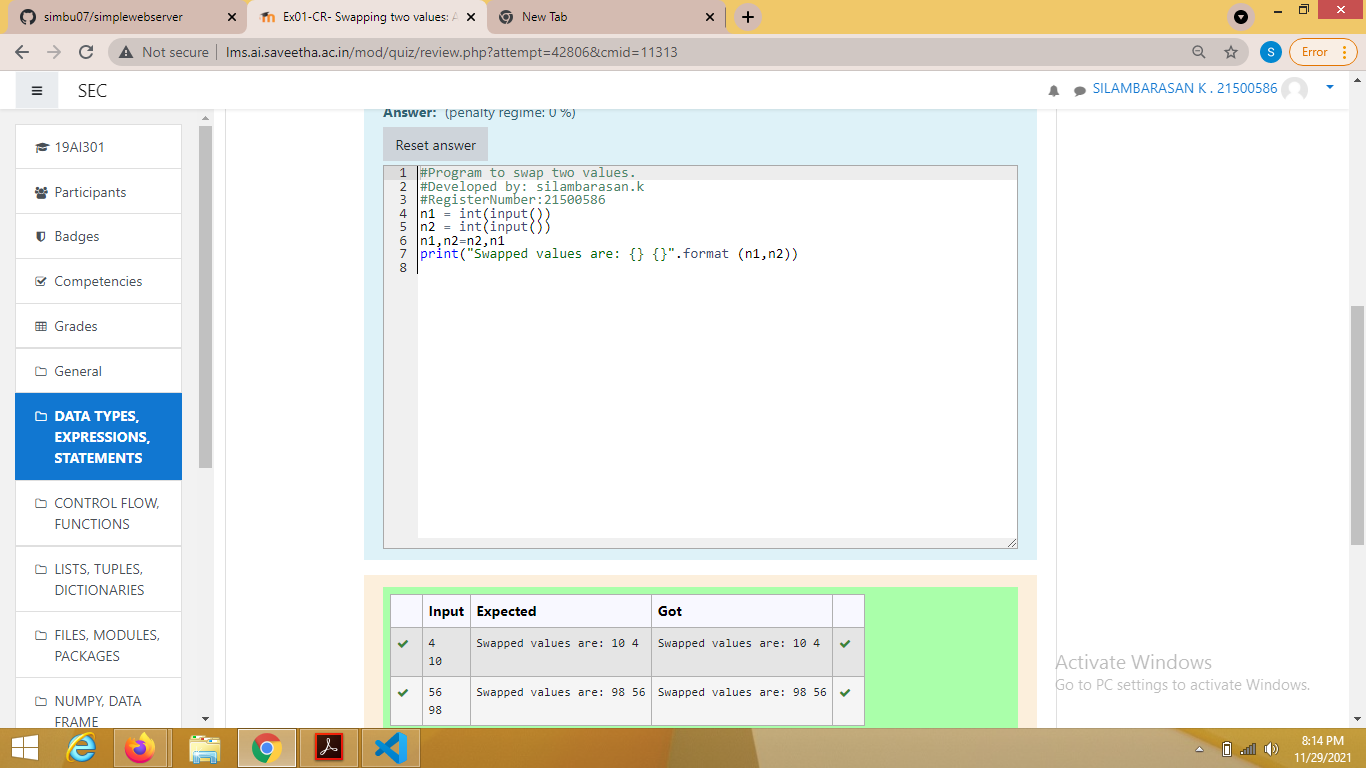 simbu07/simplewebserver
Ex01-CR- Swapping two values:
New Tab
Not secure
lms.ai.saveetha.ac.in/mod/quiz/review.php?attempt=42806&cmid=11313
S
Error
SEC
SILAMBARASAN K . 21500586
19AI301
Participants
Badges
Competencies
Grades
General
DATA TYPES,
EXPRESSIONS,
STATEMENTS
CONTROL FLOW,
FUNCTIONS
LISTS, TUPLES,
DICTIONARIES
FILES, MODULES,
PACKAGES
NUMPY, DATA
FRAME
Answer: (penalty regime: 0 %)
Reset answer
1 #Program to swap two values.
2 #Developed by: silambarasan.k
3 #RegisterNumber:21500586
4 n1 = int(input())
5 n2 = int(input())
6 n1,n2=n2,n1
7 print("Swapped values are: {} {}".format (n1,n2))
8
Input Expected Got
4 Swapped values are: 10 4 Swapped values are: 10 4
10
56 Swapped values are: 98 56 Swapped values are: 98 56
98
Activate Windows
Go to PC settings to activate Windows.
8:14 PM
11/29/2021